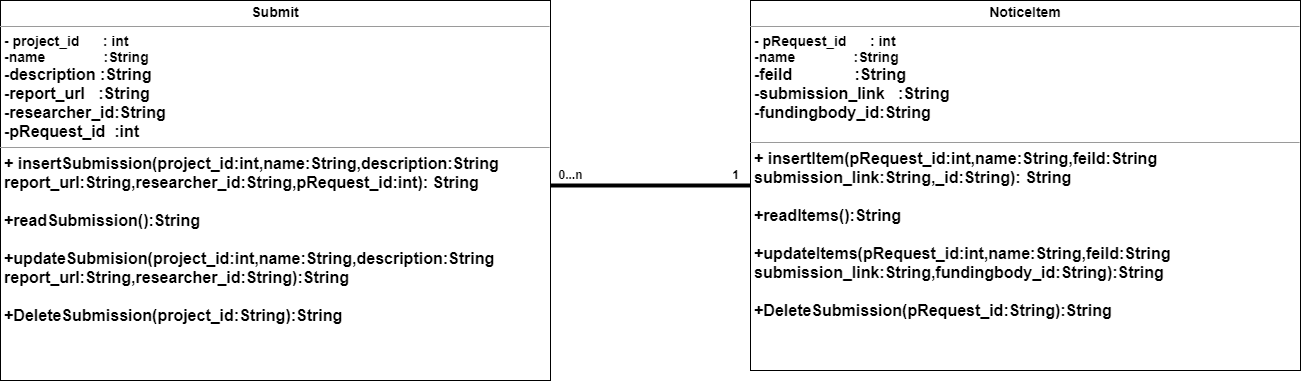 Submit
- project_id : int
-name :String
-description :String
-report_url :String
-researcher_id:String
-pRequest_id :int
+ insertSubmission(project_id:int,name:String,description:String
report_url:String,researcher_id:String,pRequest_id:int): String
+readSubmission():String
+updateSubmision(project_id:int,name:String,description:String
report_url:String,researcher_id:String):String
+DeleteSubmission(project_id:String):String
0...n
1
NoticeItem
- pRequest_id : int
-name :String
-feild :String
-submission_link :String
-fundingbody_id:String
+ insertItem(pRequest_id:int,name:String,feild:String
submission_link:String,_id:String): String
+readItems():String
+updateItems(pRequest_id:int,name:String,feild:String
submission_link:String,fundingbody_id:String):String
+DeleteSubmission(pRequest_id:String):String